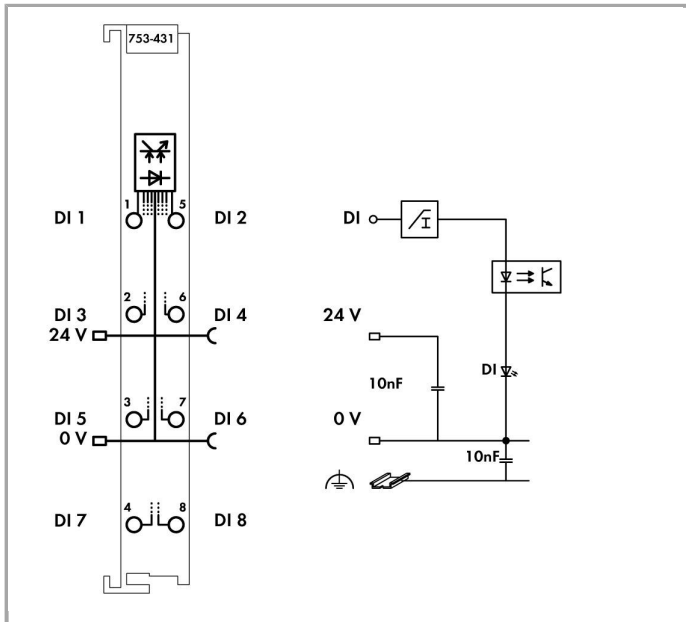 753-431
1 5
DI 1 DI 2 DI
2 6
DI 3 DI 4 24 V
24 V
10nF DI
3 7
DI 5 DI 6 0 V
0 V
10nF
4 8
DI 7 DI 8